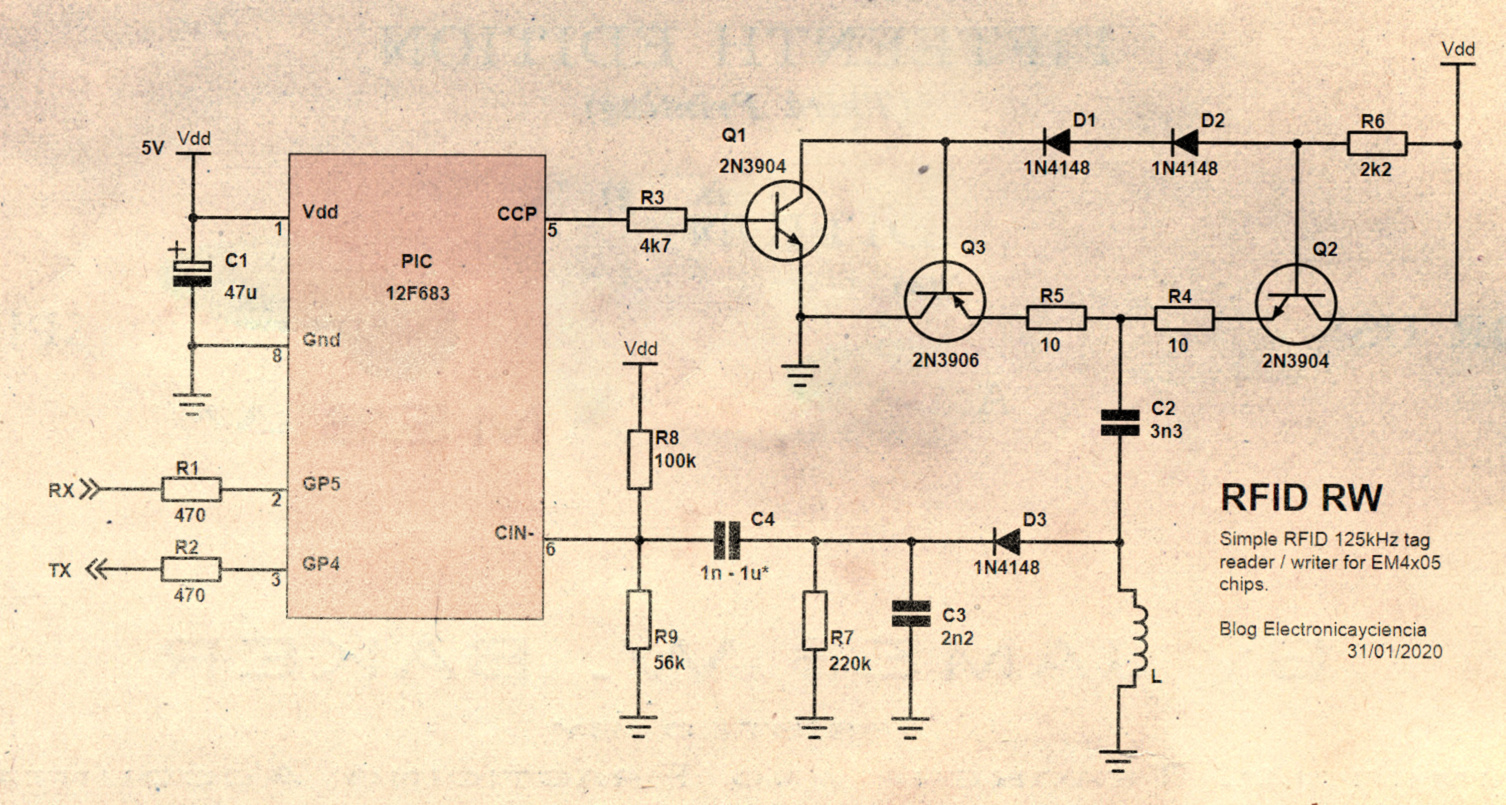 Vdd
5V
Vdd
1
Vdd
C1
47u
+
8
Gnd
PIC
12F683
CCP
5
R3
4k7
Q1
2N3904
D1
1N4148
D2
1N4148
R6
2k2
Vdd
Q3
2N3906
R5
10
R4
10
Q2
2N3904
C2
3n3
RX
R1
470
2
GP5
TX
R2
470
3
GP4
CIN-
6
Vdd
R8
100k
R9
56k
C4
1n - 1u*
R7
220k
C3
2n2
D3
1N4148
L
RFID RW
Simple RFID 125kHz tag
reader / writer for EM4x05
chips.
Blog Electronicayciencia
31/01/2020